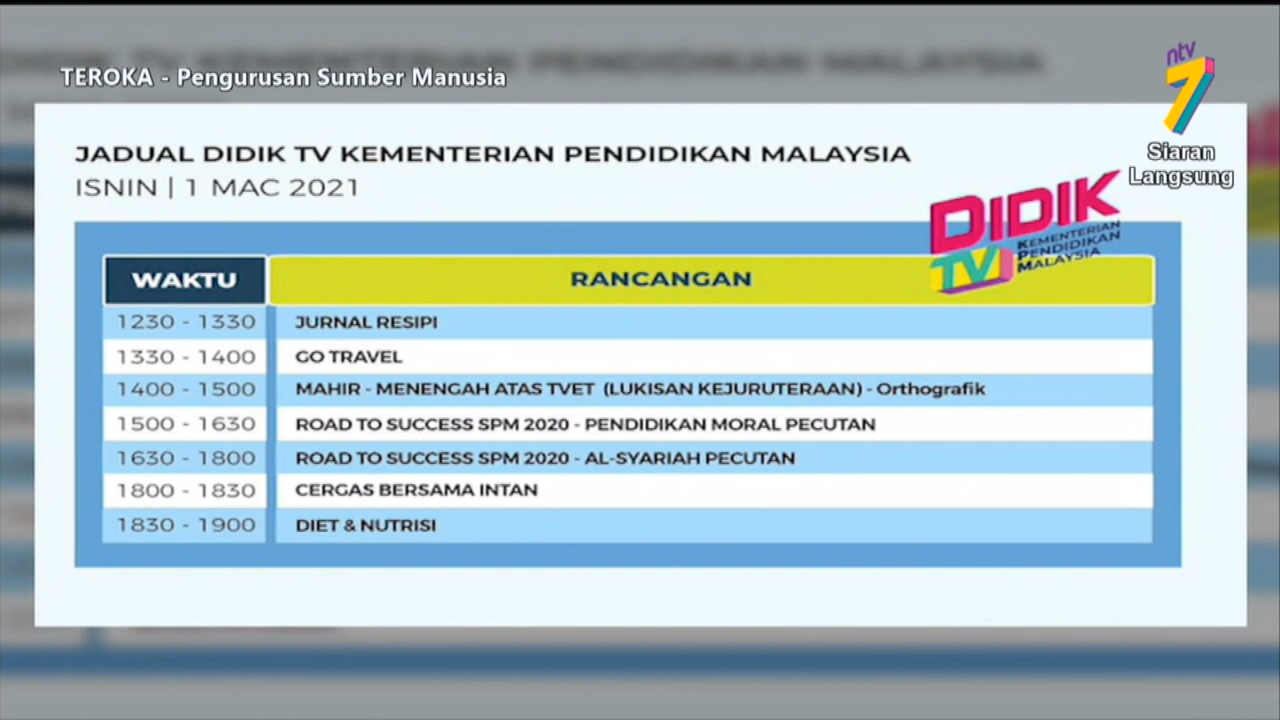 TEROKA - Pengurusan Sumber Manusia
ntv
7
Siaran
Langsung
JADUAL DIDIK TV KEMENTERIAN PENDIDIKAN MALAYSIA
ISNIN | 1 MAC 2021
DIDIK
TV
KEMENTERIAN
PENDIDIKAN
MALAYSIA
WAKTU RANCANGAN
1230 - 1330 JURNAL RESIPI
1330 - 1400 GO TRAVEL
1400 - 1500 MAHIR - MENENGAH ATAS TVET (LUKISAN KEJURUTERAAN) - Orthografik
1500 - 1630 ROAD TO SUCCESS SPM 2020 - PENDIDIKAN MORAL PECUTAN
1630 - 1800 ROAD TO SUCCESS SPM 2020 - AL-SYARIAH PECUTAN
1800 - 1830 CERGAS BERSAMA INTAN
1830 - 1900 DIET & NUTRISI